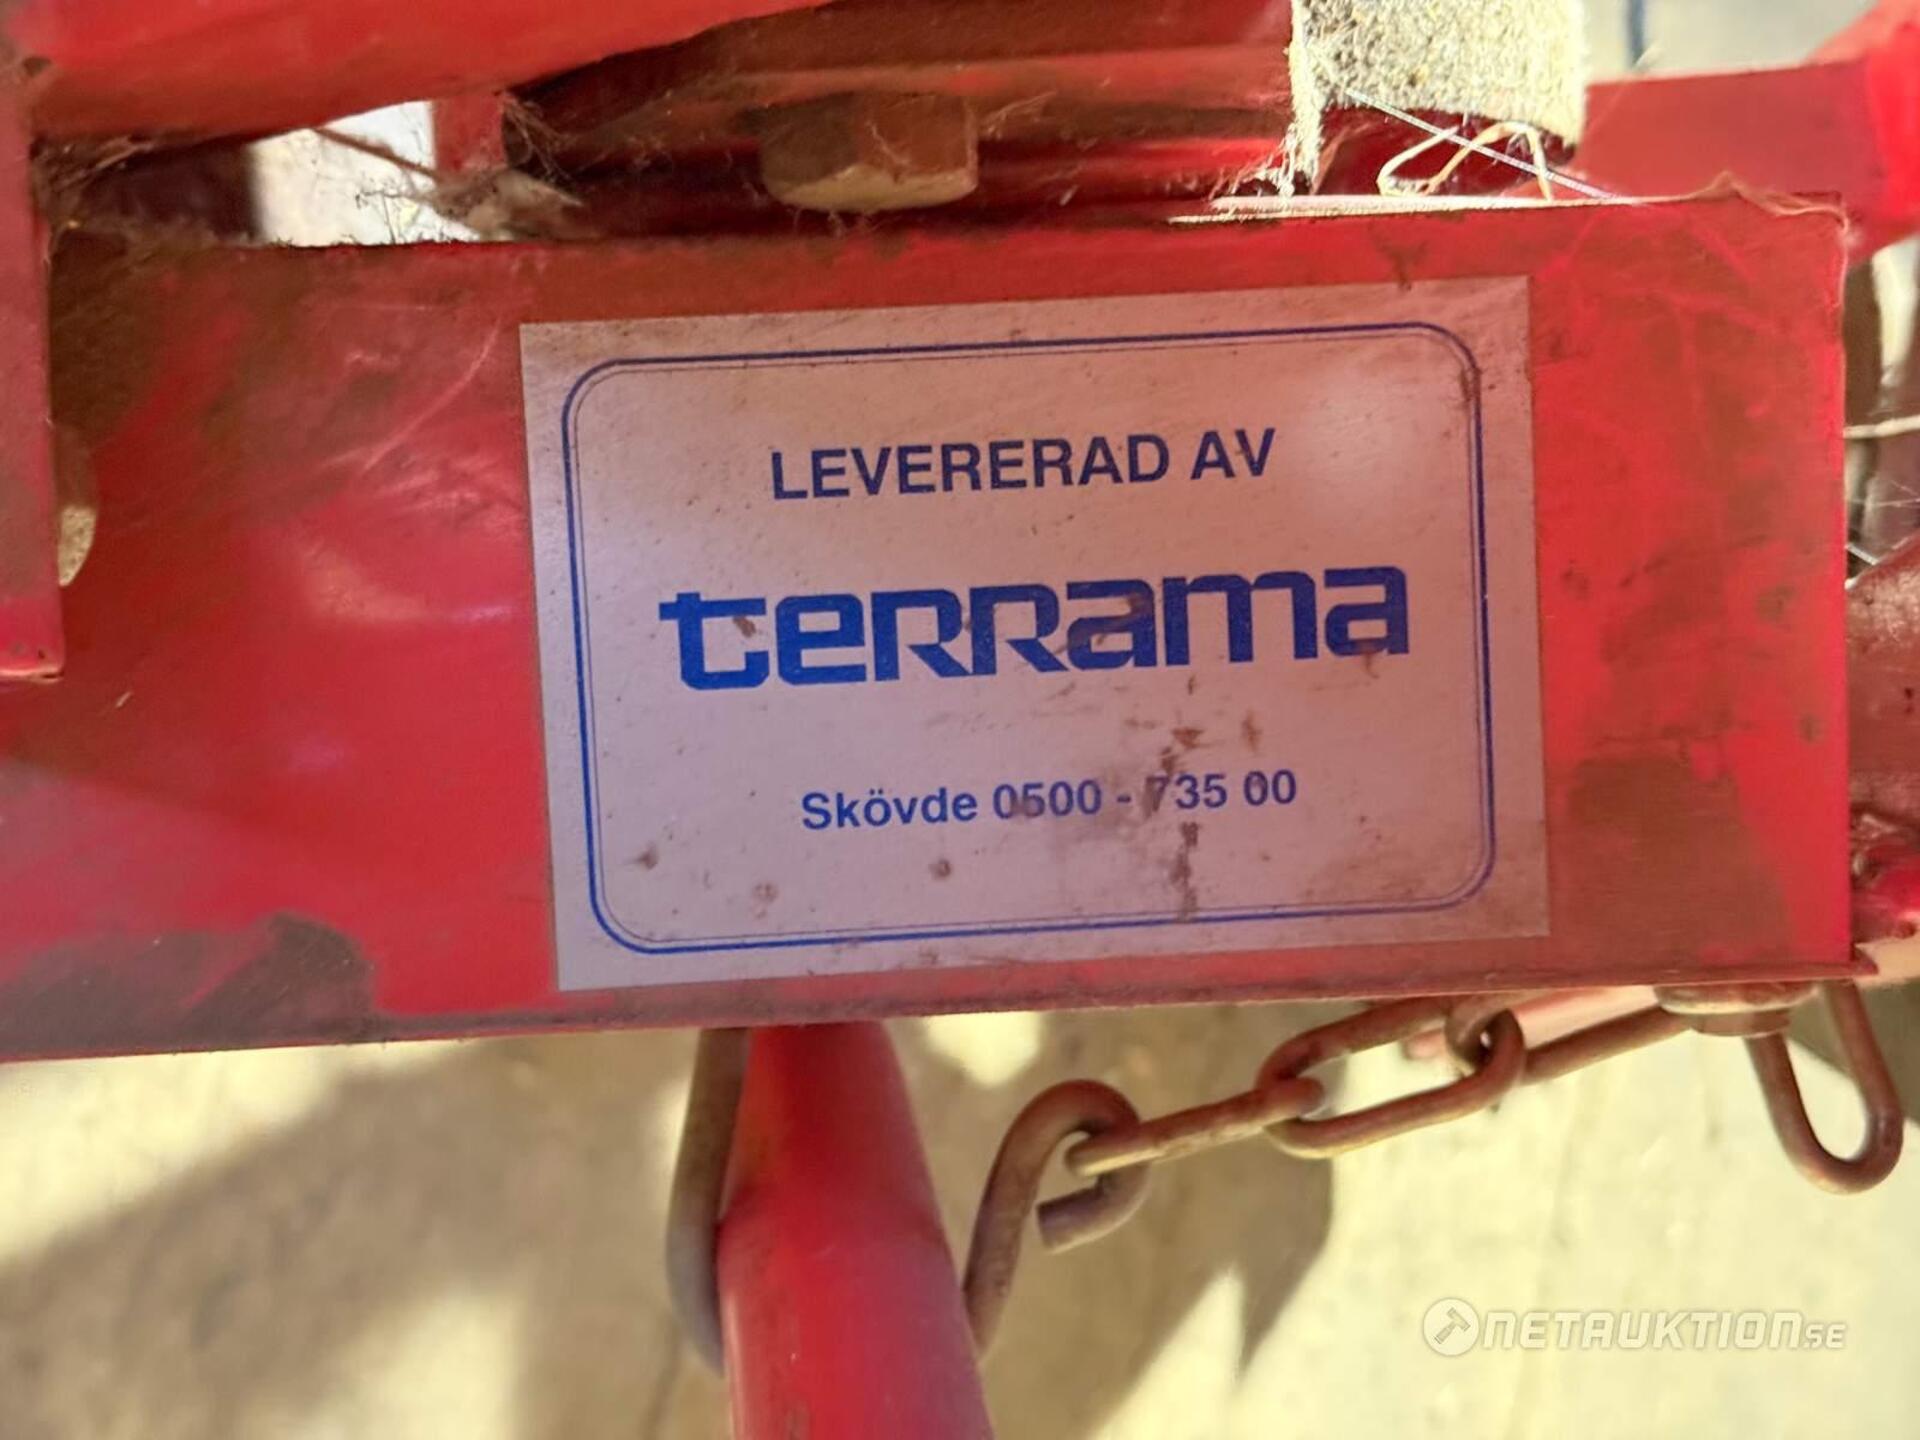 LEVERERAD AV
terrama
Skövde 0500 - 735 00
NETAUKTION.SE